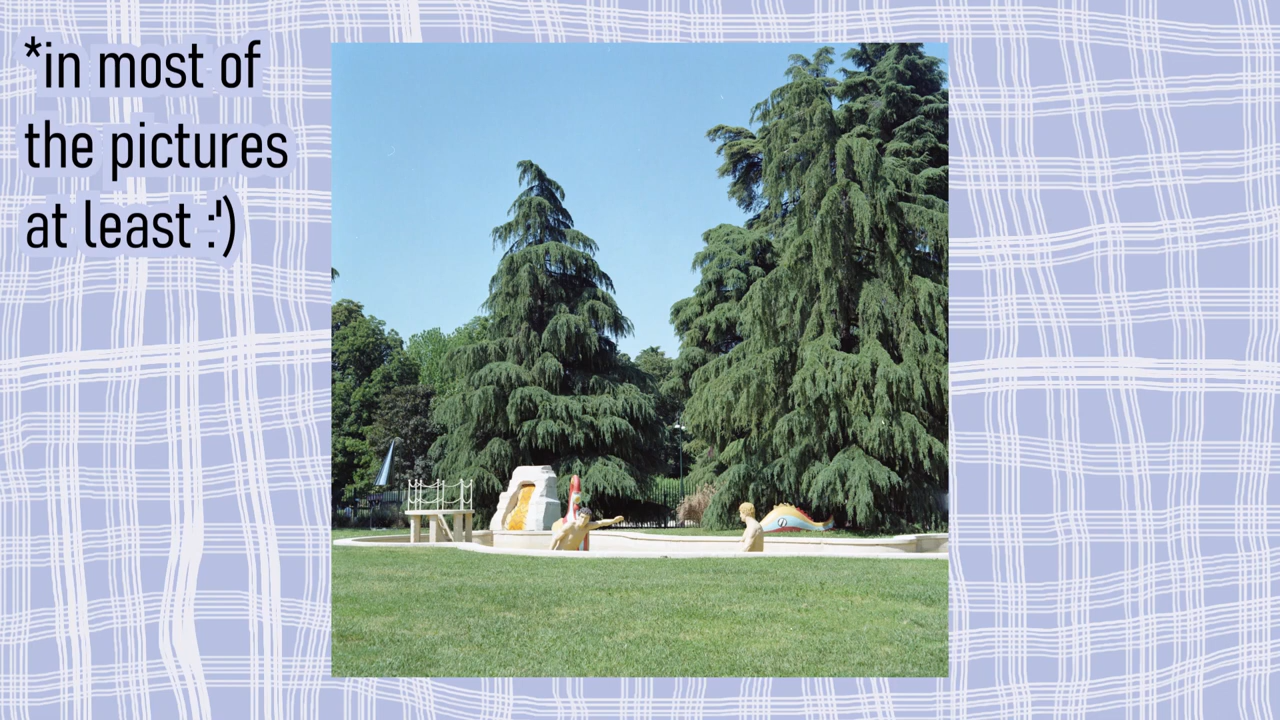 *in most of
the pictures
at least :')